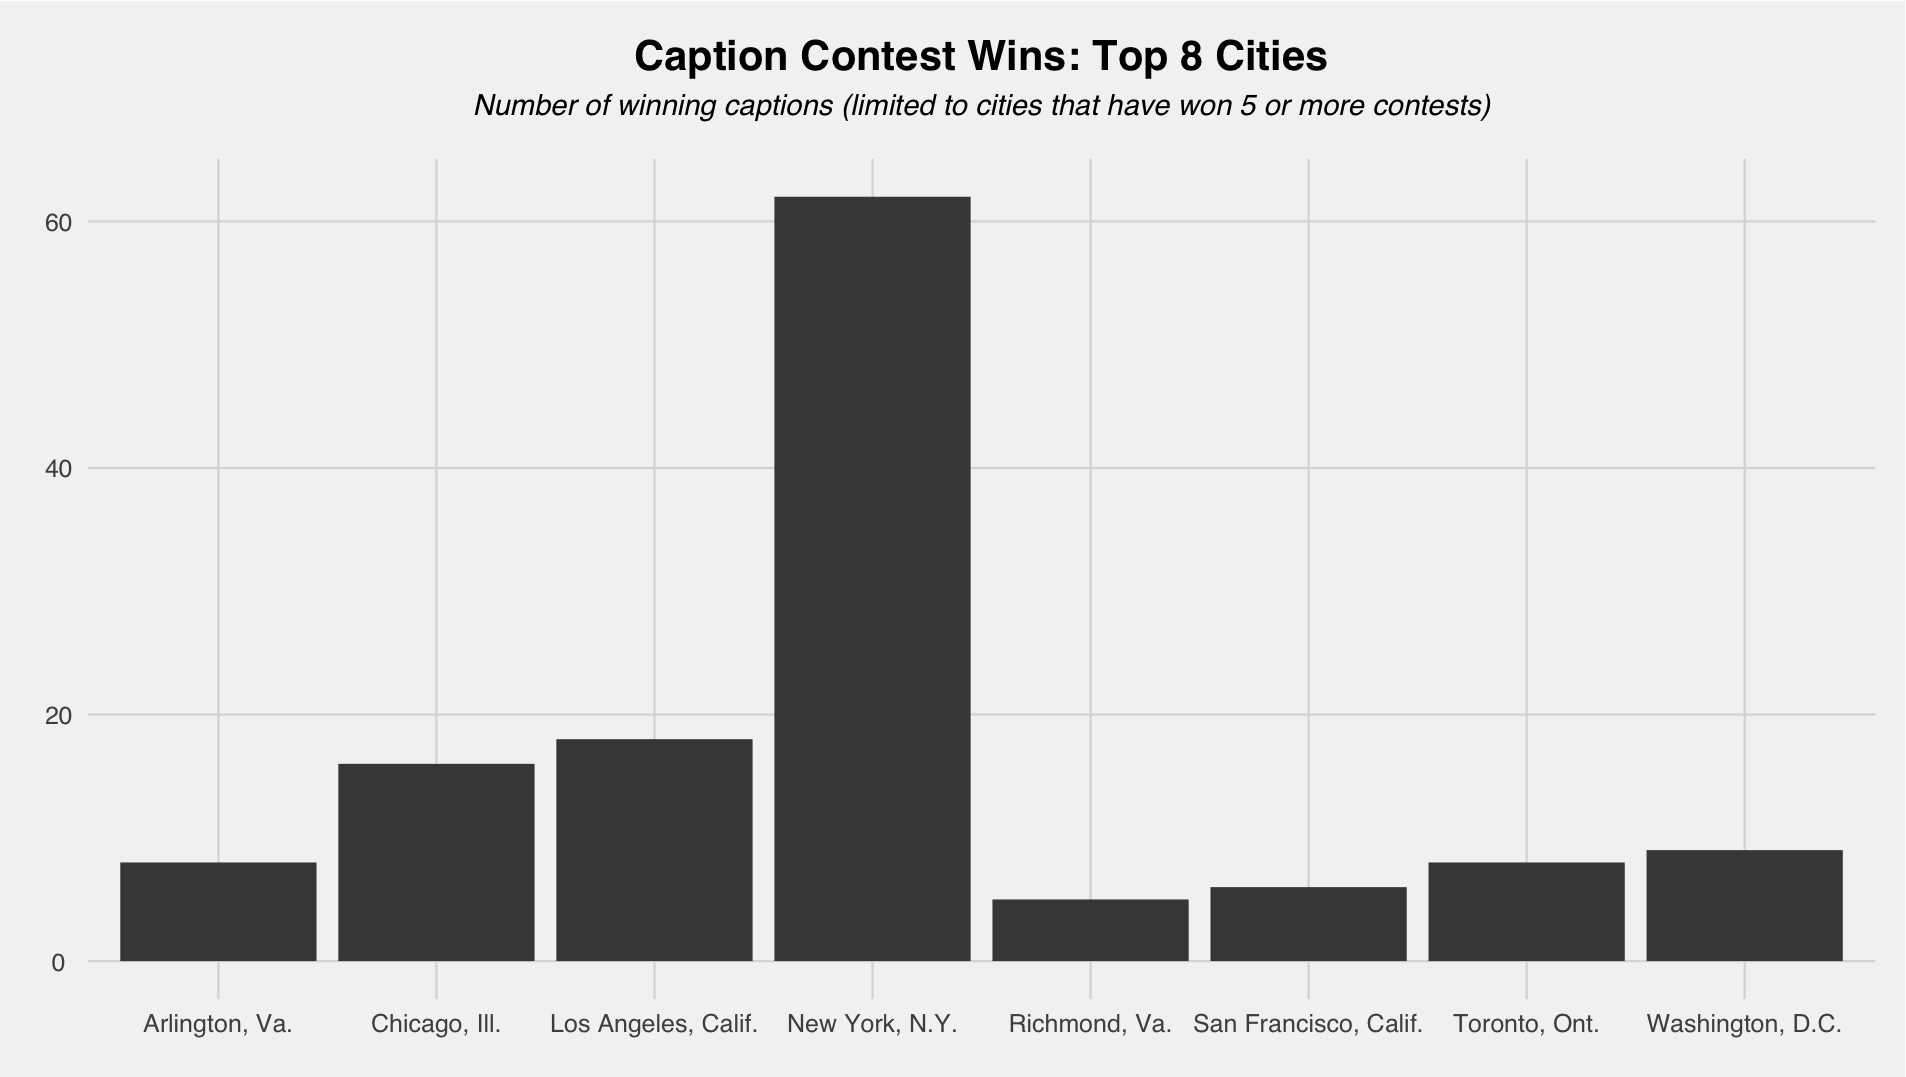 Caption Contest Wins: Top 8 Cities
Number of winning captions (limited to cities that have won 5 or more contests)
60
40
20
0
Arlington, Va.
Chicago, Ill.
Los Angeles, Calif.
New York, N.Y.
Richmond, Va.
San Francisco, Calif.
Toronto, Ont.
Washington, D.C.